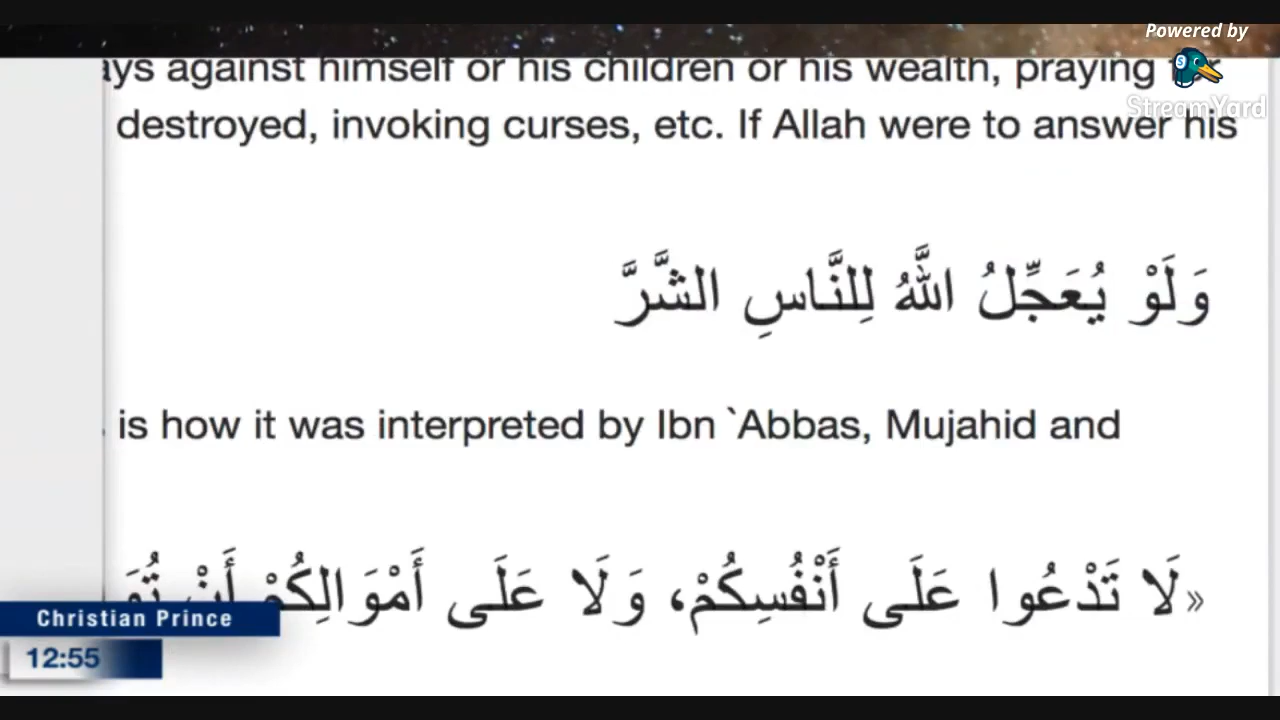 Powered by
StreamYard
ays against himself or his children or his wealth, praying
destroyed, invoking curses, etc. If Allah were to answer his
وَلَوْ يُعَجِّلُ اللَّهُ لِلنَّاسِ الشَّرَّ
is how it was interpreted by Ibn `Abbas, Mujahid and
«لَا تَدْعُوا عَلَى أَنْفُسِكُمْ، وَلَا عَلَى أَمْوَالِكُمْ أَنْ
Christian Prince
12:55